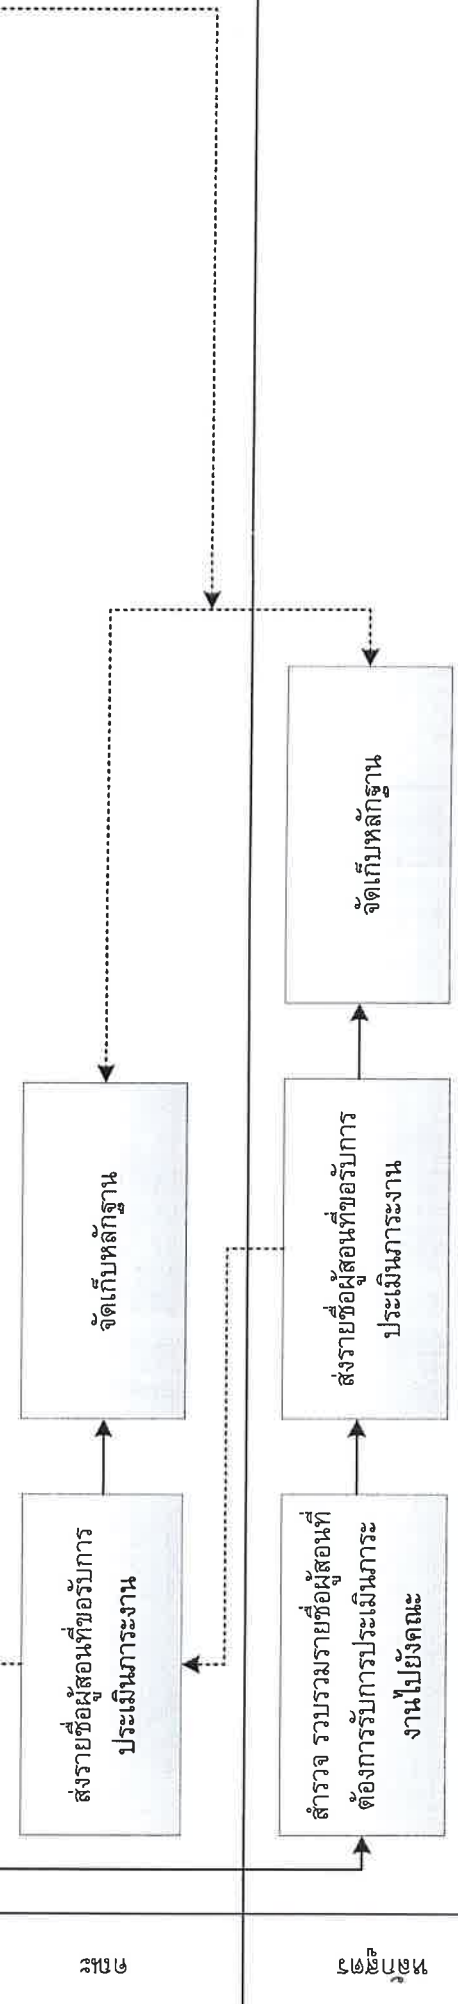 คณะ
ส่งรายชื่อผู้สอนที่ขอรับการ
ประเมินภาระงาน
จัดเก็บหลักฐาน
หลักสูตร
สำรวจ รวบรวมรายชื่อผู้สอนที่
ต้องการรับการประเมินภาระ
งานไปยังคณะ
ส่งรายชื่อผู้สอนที่ขอรับการ
ประเมินภาระงาน
จัดเก็บหลักฐาน